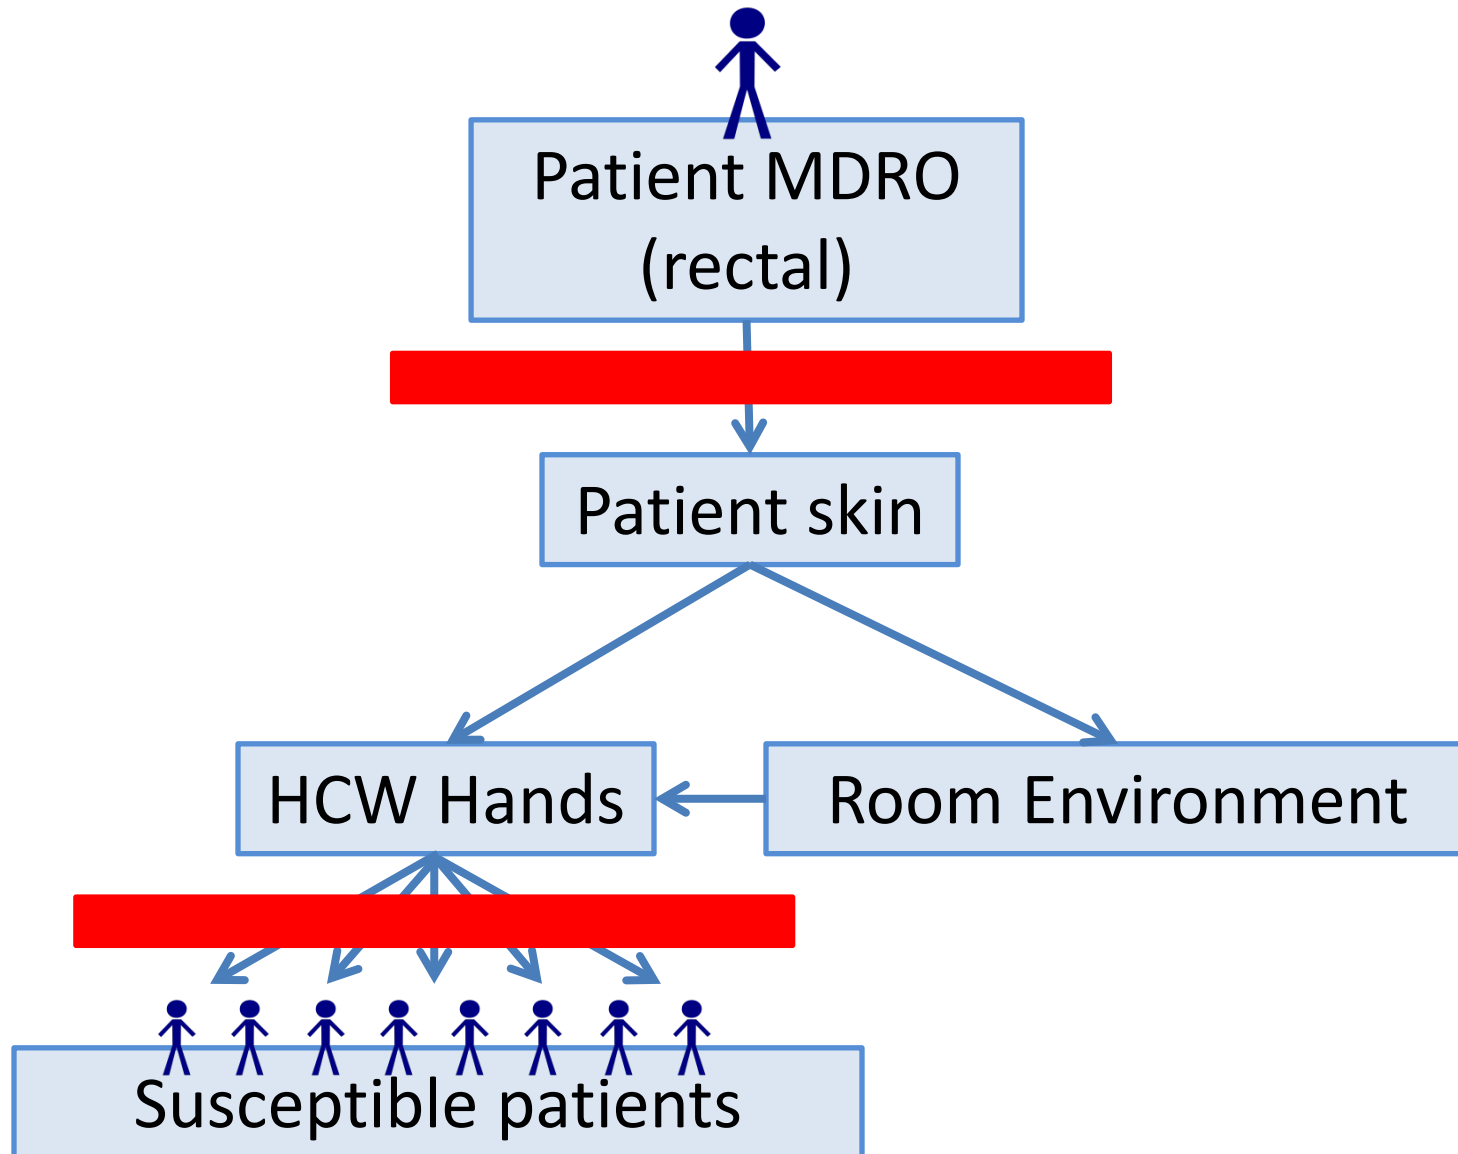 Patient MDRO
(rectal)
Patient skin
HCW Hands
Room Environment
Susceptible patients